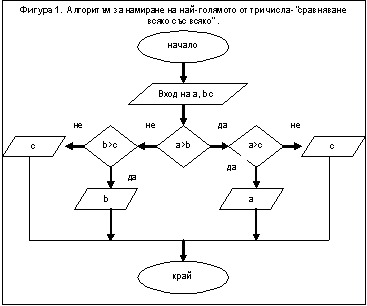 Фигура 1. Алгоритъм за намиране на най-голямото от три числа- "сравняване
всяко със всяко".
начало
Вход на a, b c
не
не
да
не
c
b>c
a>b
a>c
c
да
да
b
a
край